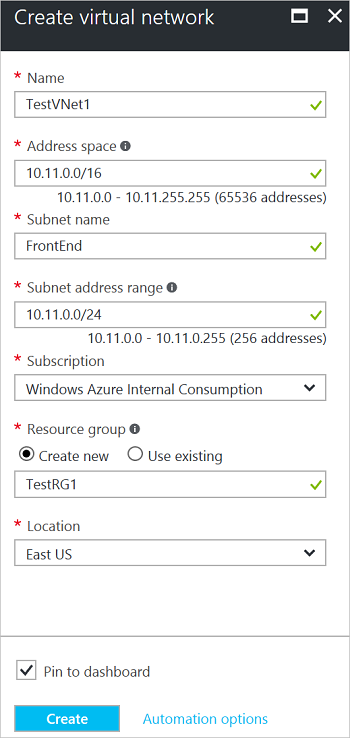 Create virtual network
* Name
TestVNet1
* Address space
10.11.0.0/16
10.11.0.0 - 10.11.255.255 (65536 addresses)
* Subnet name
FrontEnd
* Subnet address range
10.11.0.0/24
10.11.0.0 - 10.11.0.255 (256 addresses)
* Subscription
Windows Azure Internal Consumption
* Resource group
Create new Use existing
TestRG1
* Location
East US
Pin to dashboard
Create Automation options